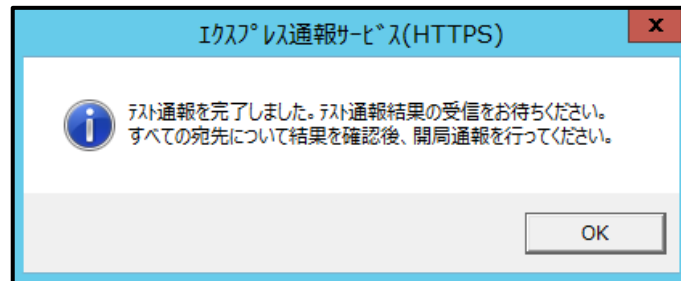 ｴｸｽﾌﾟﾚｽ通報ｻｰﾋﾞｽ(HTTPS)
x
ﾃｽﾄ通報を完了しました。ﾃｽﾄ通報結果の受信をお待ちください。
すべての宛先について結果を確認後、開局通報を行ってください。
OK